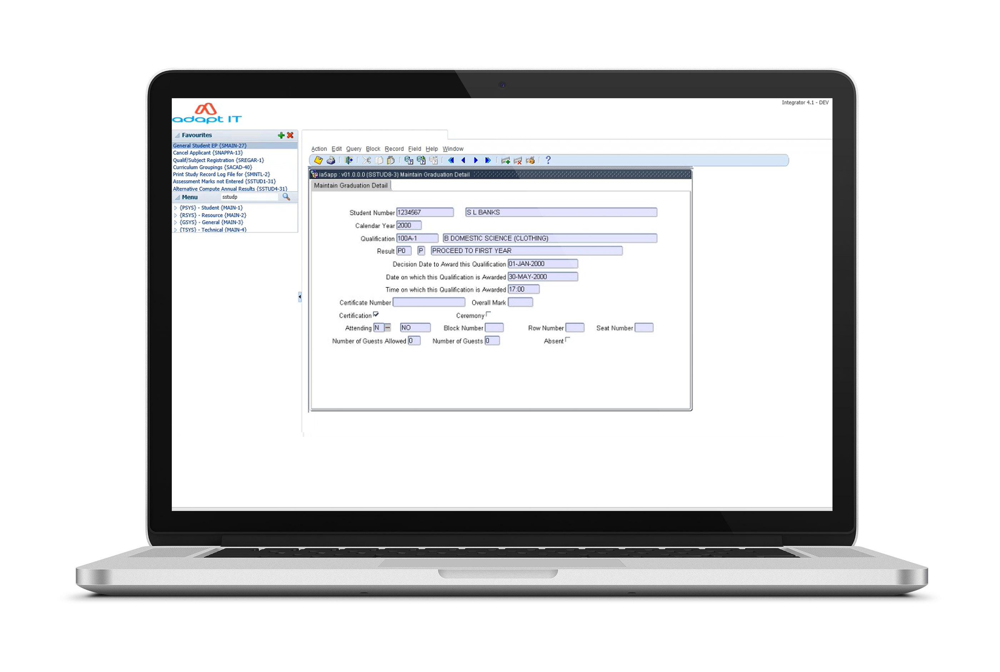 adapt IT
Integrator 4.1 - DEV
Favourites
General Student EP {SMAIN-27}
Cancel Applicant {SNAPPA-13}
Qualif/Subject Registration {SREGAR-1}
Curriculum Groupings {SACAD-40}
Print Study Record Log File for {SMNTL-2}
Assessment Marks not Entered {SSTUD1-31}
Alternative Compute Annual Results {SSTUD4-31}
Menu sstudp
{PSYS} - Student {MAIN-1}
{RSYS} - Resource {MAIN-2}
{GSYS} - General {MAIN-3}
{TSYS} - Technical {MAIN-4}
Action Edit Query Block Record Field Help Window
ia5app : v01.0.0.0 {SSTUD8-3} Maintain Graduation Detail
Maintain Graduation Detail
Student Number 1234567 S L BANKS
Calendar Year 2000
Qualification 100A-1 B DOMESTIC SCIENCE (CLOTHING)
Result P0 P PROCEED TO FIRST YEAR
Decision Date to Award this Qualification 01-JAN-2000
Date on which this Qualification is Awarded 30-MAY-2000
Time on which this Qualification is Awarded 17:00
Certificate Number Overall Mark
Certification Ceremony
Attending N ... NO Block Number Row Number Seat Number
Number of Guests Allowed 0 Number of Guests 0 Absent